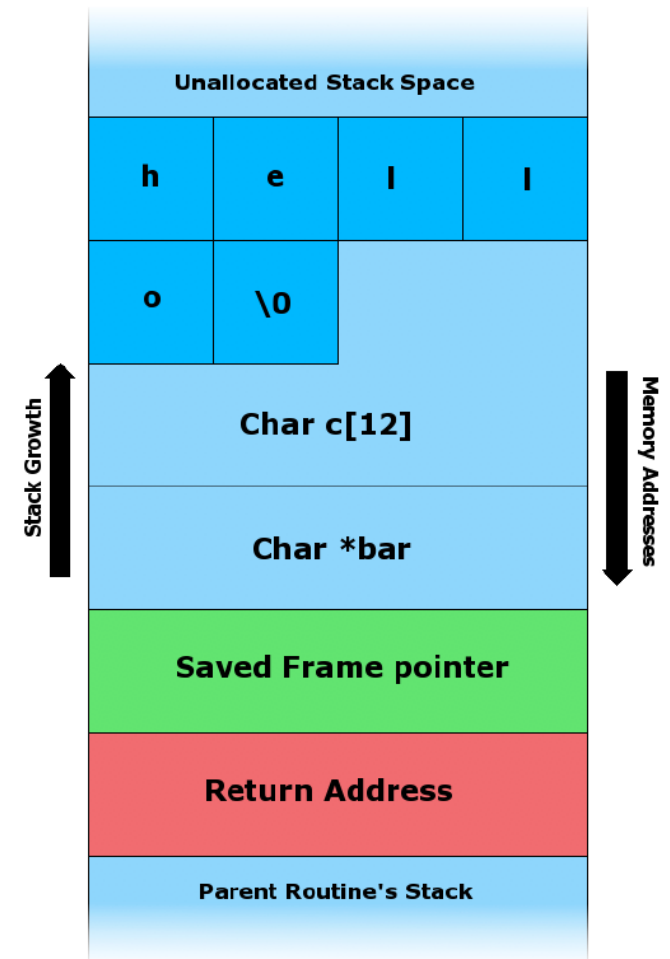 Unallocated Stack Space
h e l l
o \0
Char c[12]
Stack Growth
Memory Addresses
Char *bar
Saved Frame pointer
Return Address
Parent Routine's Stack